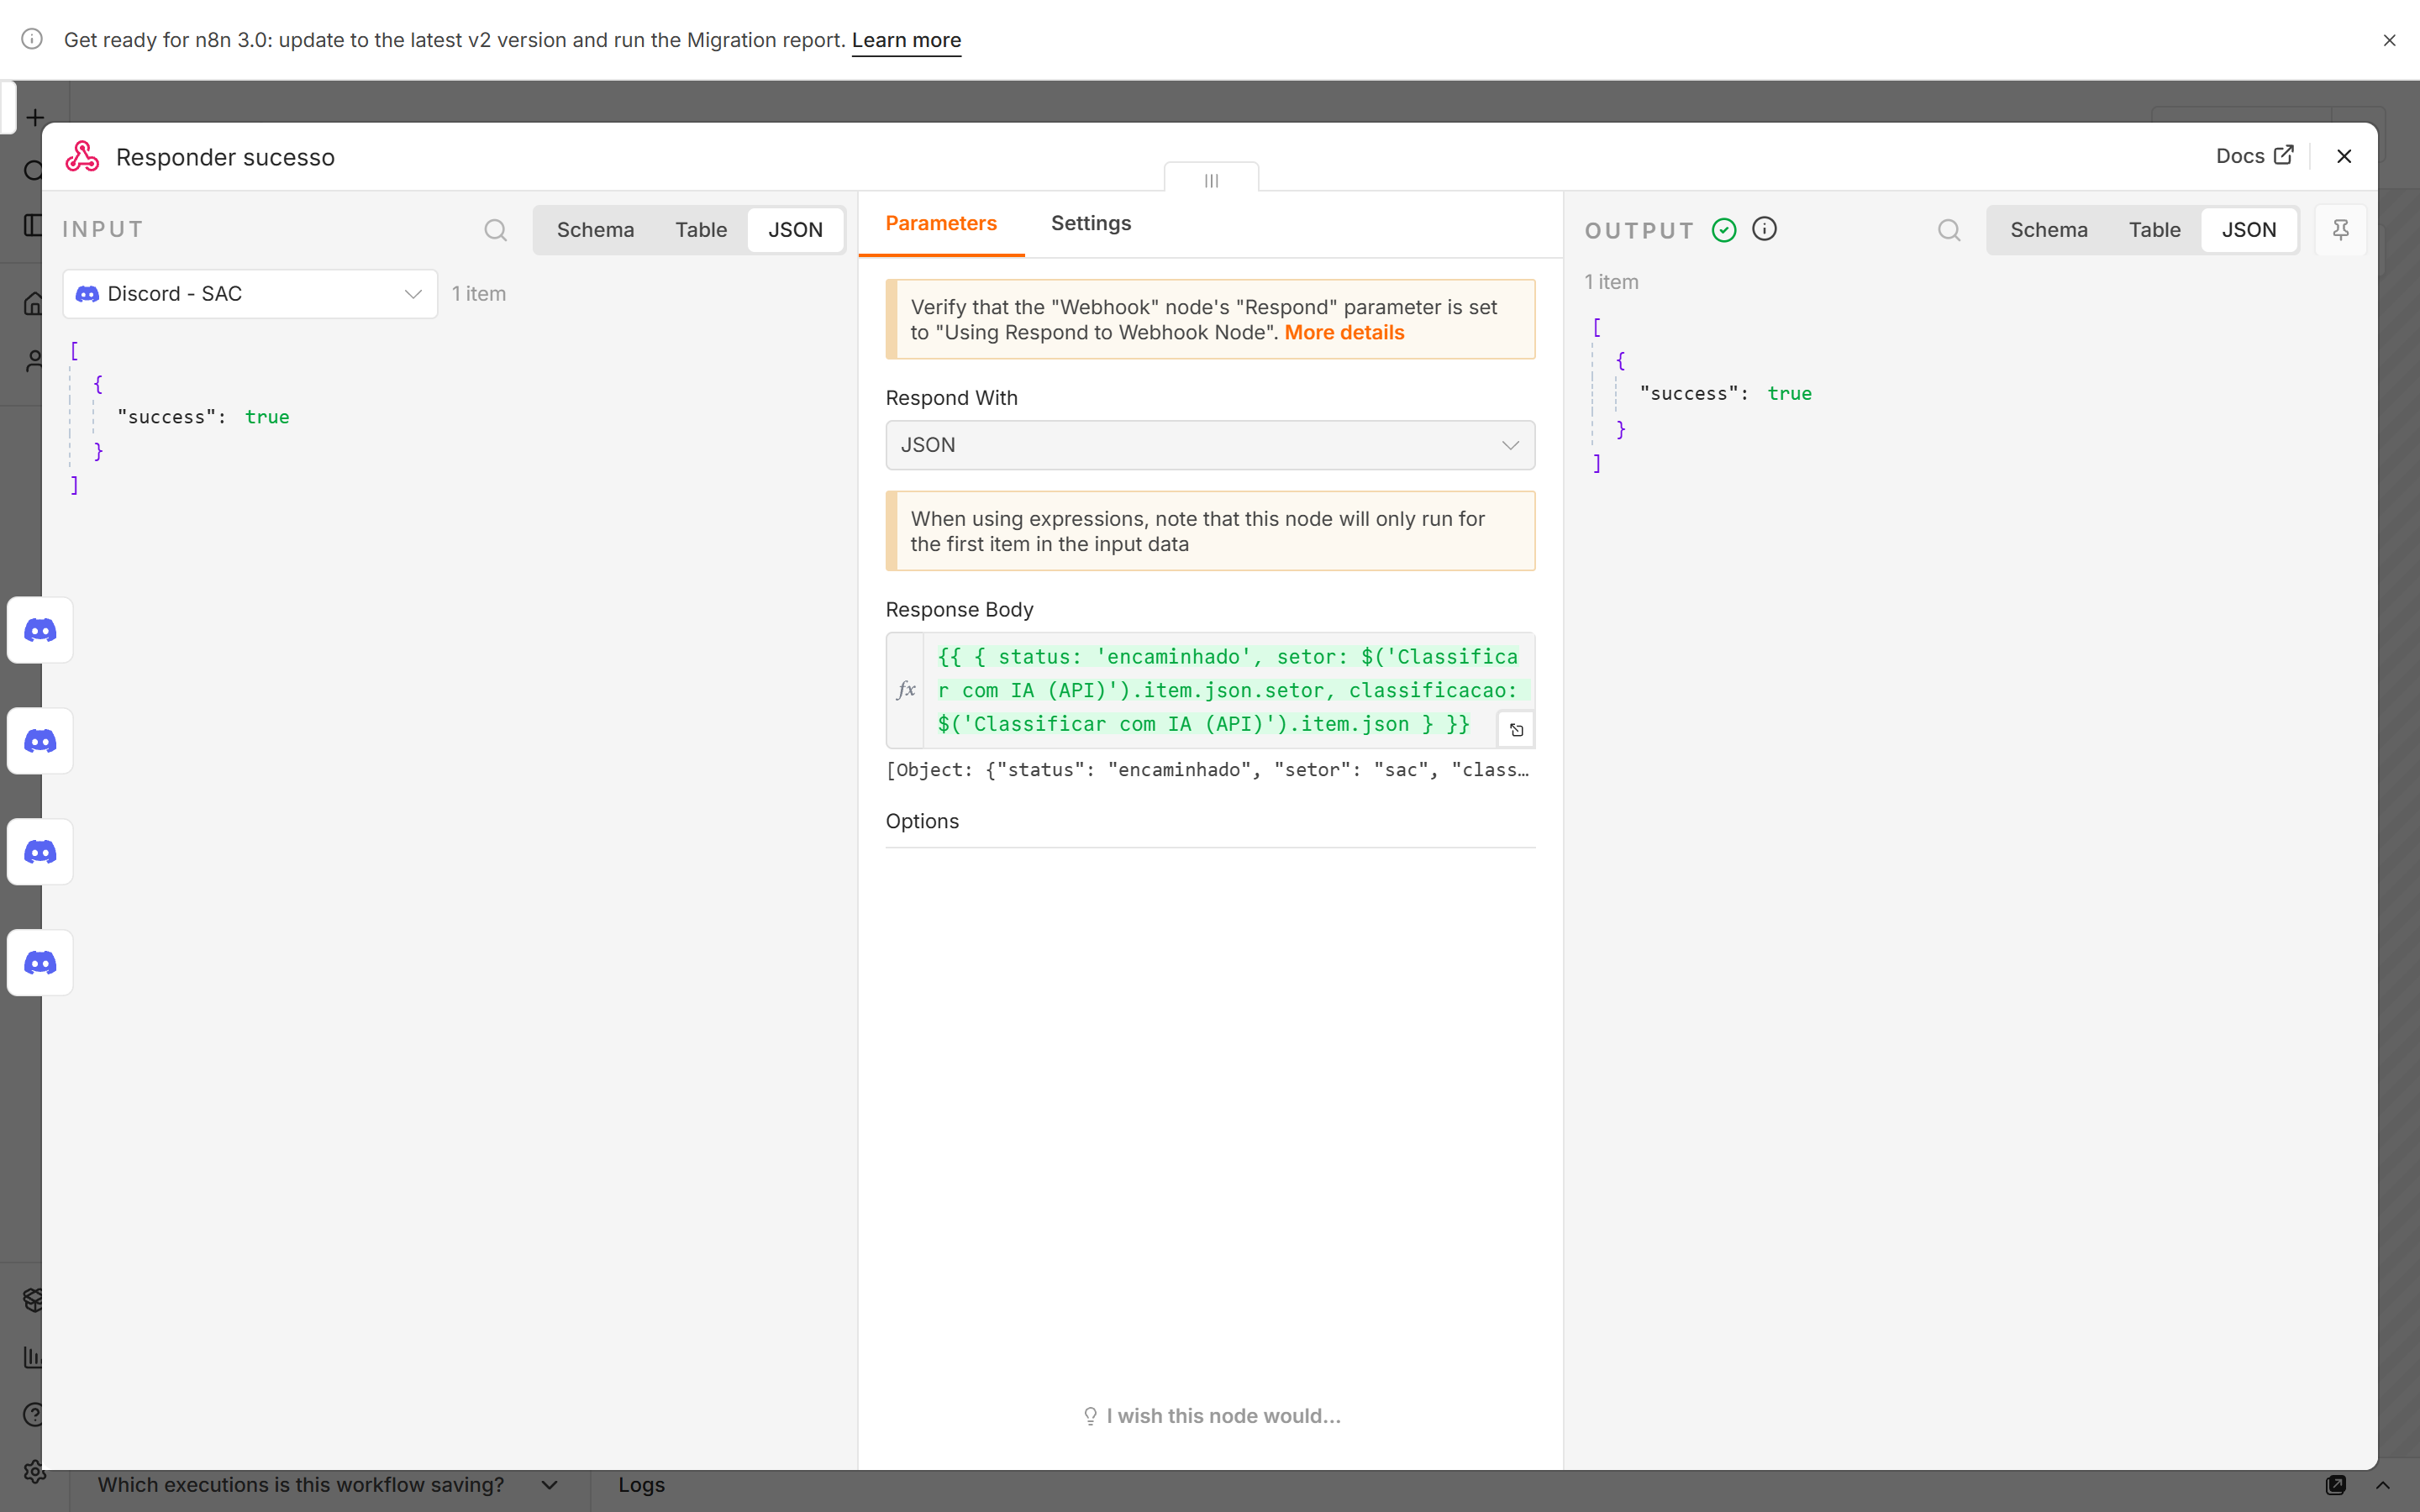 Get ready for n8n 3.0: update to the latest v2 version and run the Migration report. Learn more
Responder sucesso
Docs
INPUT
Schema
Table
JSON
Discord - SAC
1 item
[
{
"success": true
}
]
Parameters
Settings
Verify that the "Webhook" node's "Respond" parameter is set
to "Using Respond to Webhook Node". More details
Respond With
JSON
When using expressions, note that this node will only run for
the first item in the input data
Response Body
fx
{{ { status: 'encaminhado', setor: $('Classifica
r com IA (API)').item.json.setor, classificacao:
$('Classificar com IA (API)').item.json } }}
[Object: {"status": "encaminhado", "setor": "sac", "class…
Options
I wish this node would...
OUTPUT
Schema
Table
JSON
1 item
[
{
"success": true
}
]
Which executions is this workflow saving?
Logs